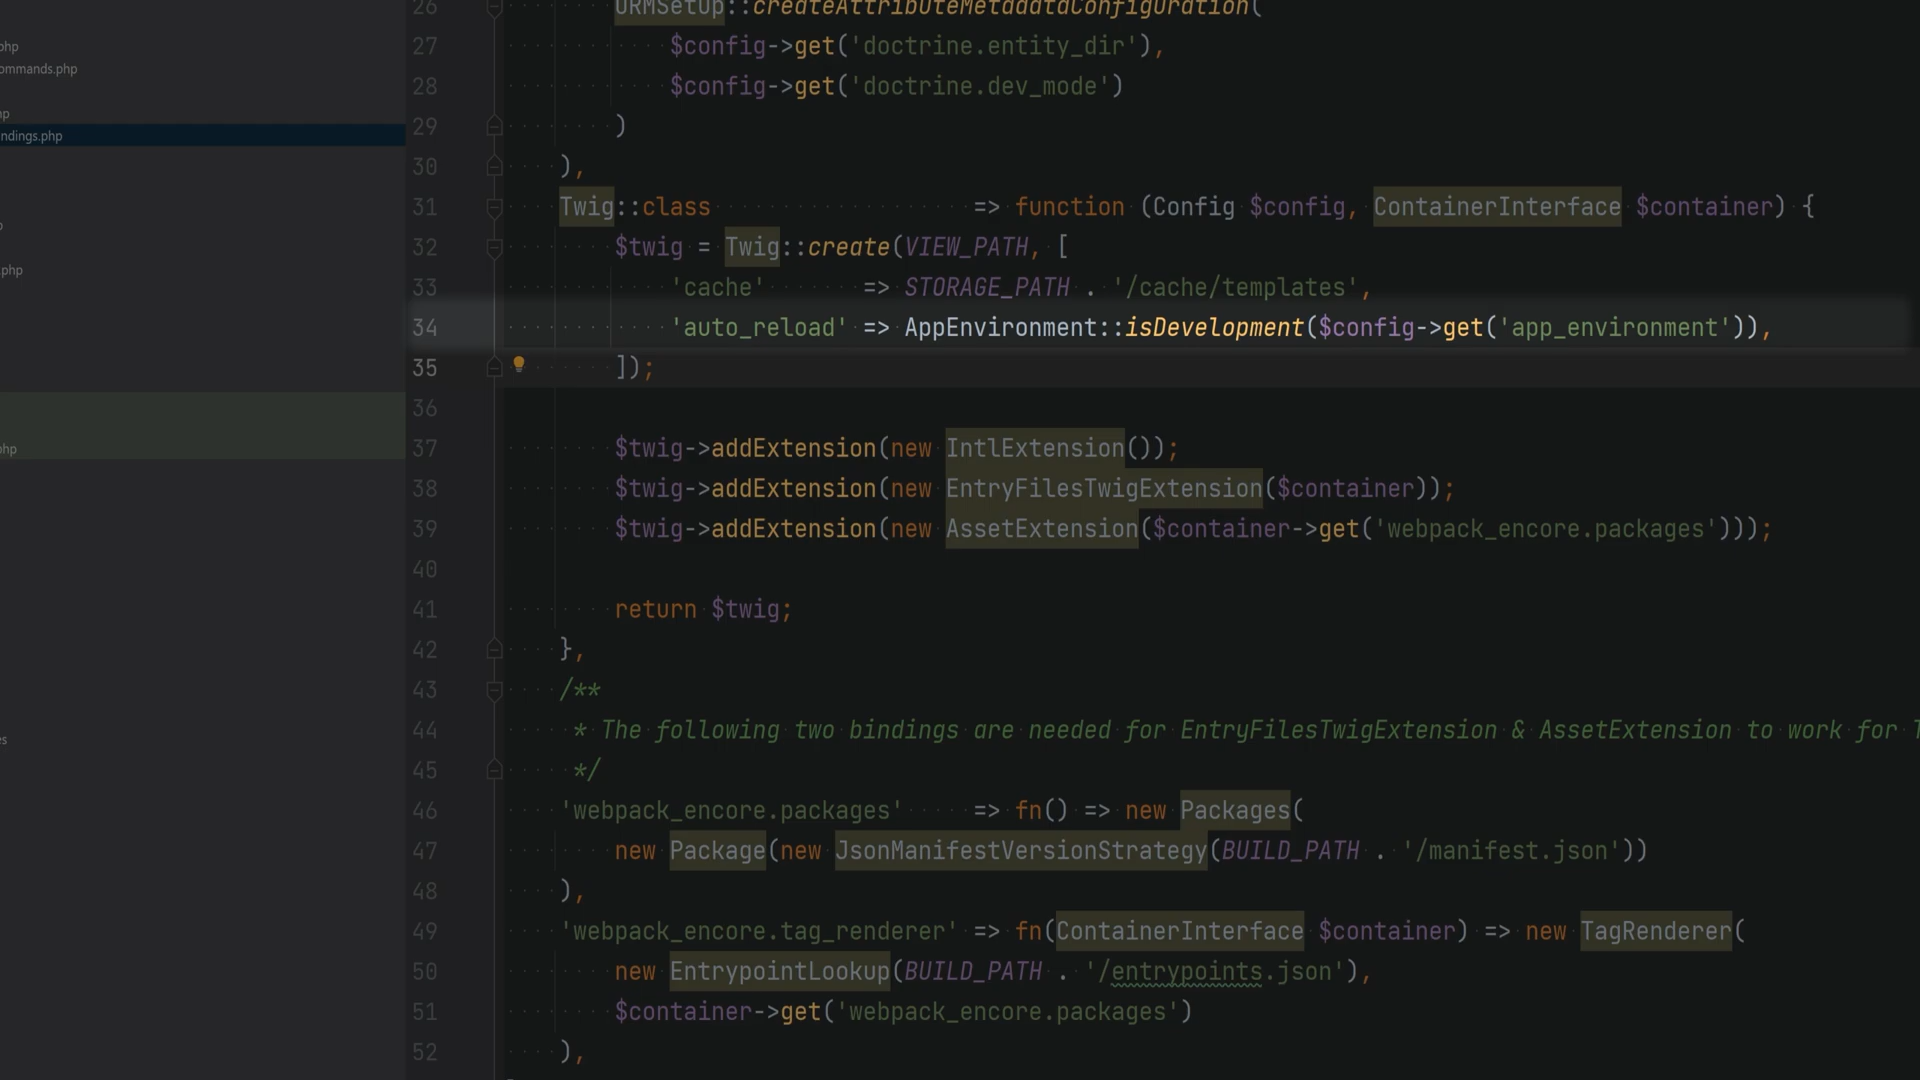 php
ommands.php
ndings.php
.php
hp
26 ORMSetup::createAttributeMetadataConfiguration(
27 $config->get('doctrine.entity_dir'),
28 $config->get('doctrine.dev_mode')
29 )
30 ),
31 Twig::class => function (Config $config, ContainerInterface $container) {
32 $twig = Twig::create(VIEW_PATH, [
33 'cache' => STORAGE_PATH . '/cache/templates',
34 'auto_reload' => AppEnvironment::isDevelopment($config->get('app_environment')),
35 ]);
36
37 $twig->addExtension(new IntlExtension());
38 $twig->addExtension(new EntryFilesTwigExtension($container));
39 $twig->addExtension(new AssetExtension($container->get('webpack_encore.packages')));
40
41 return $twig;
42 },
43 /**
44 * The following two bindings are needed for EntryFilesTwigExtension & AssetExtension to work for
45 */
46 'webpack_encore.packages' => fn() => new Packages(
47 new Package(new JsonManifestVersionStrategy(BUILD_PATH . '/manifest.json'))
48 ),
49 'webpack_encore.tag_renderer' => fn(ContainerInterface $container) => new TagRenderer(
50 new EntrypointLookup(BUILD_PATH . '/entrypoints.json'),
51 $container->get('webpack_encore.packages')
52 ),